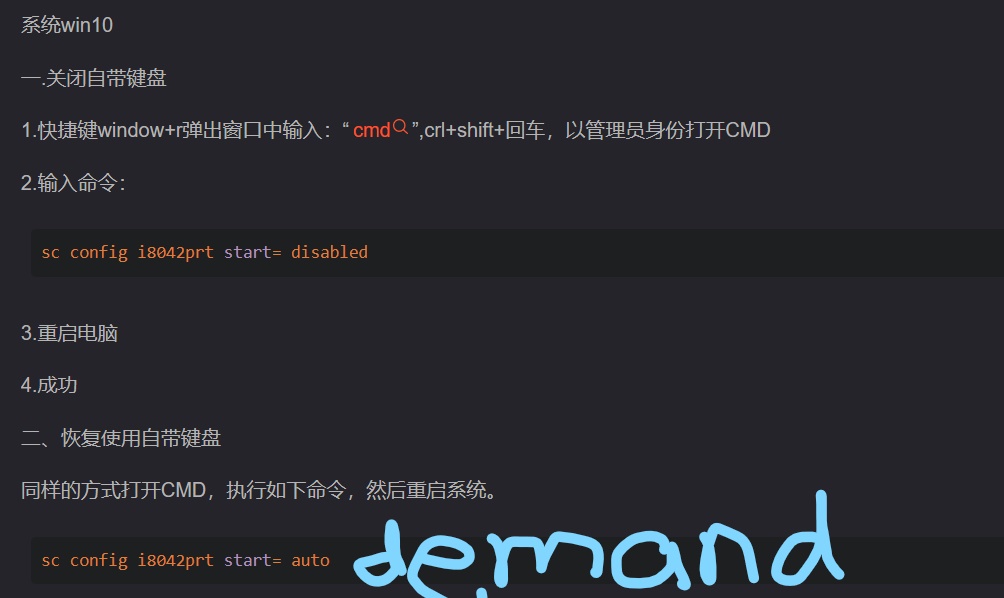 系统win10
一.关闭自带键盘
1.快捷键window+r弹出窗口中输入：“cmd”,crl+shift+回车，以管理员身份打开CMD
2.输入命令：
sc config i8042prt start= disabled
3.重启电脑
4.成功
二、恢复使用自带键盘
同样的方式打开CMD，执行如下命令，然后重启系统。
sc config i8042prt start= auto demand